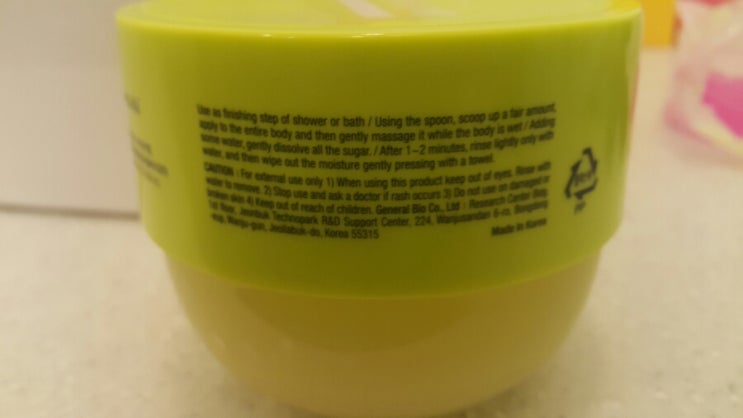 Use as finishing step of shower or bath / Using the spoon, scoop up a fair amount,
apply to the entire body and then gently massage it while the body is wet / Adding
some water, gently dissolve all the sugar. / After 1~2 minutes, rinse lightly only with
water, and then wipe out the moisture gently pressing with a towel.
CAUTION : For external use only 1) When using this product keep out of eyes. Rinse with
water to remove. 2) Stop use and ask a doctor if rash occurs 3) Do not use on damaged or
broken skin 4) Keep out of reach of children. General Bio Co., Ltd : Research Center Bldg.
1st floor, Jeonbuk Technopark R&D Support Center, 224, Wanjusandan 6-ro, Bongdong
-eup, Wanju-gun, Jeollabuk-do, Korea 55315
Made in Korea